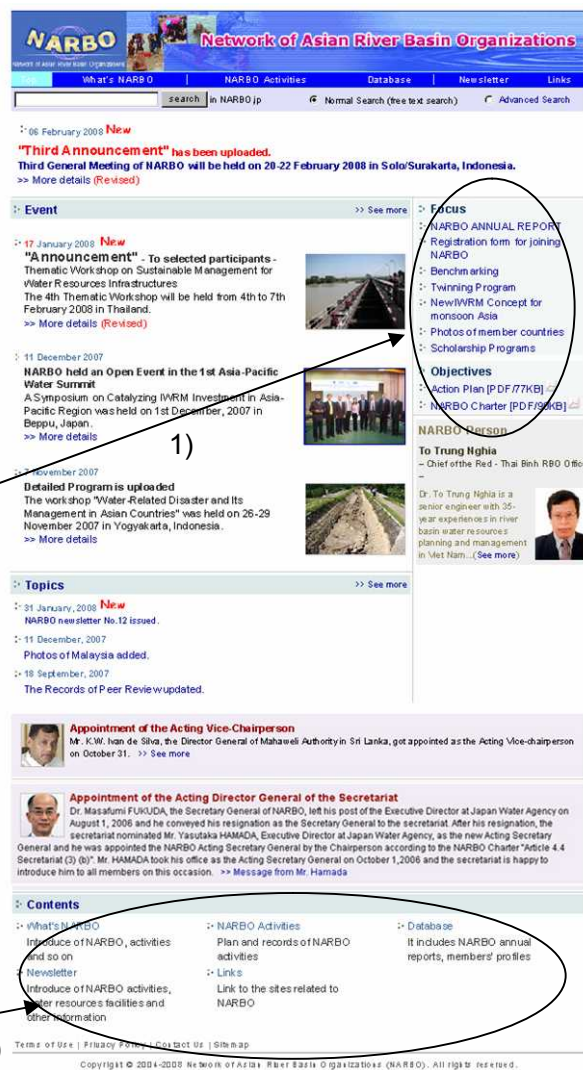 NARBO
Network of Asian River Basin Organizations
Network of Asian River Basin Organizations
Top
What's NARBO | NARBO Activities Database | Newsletter Links
search in NARBO.jp Normal Search (free text search) Advanced Search
06 February 2008 New
"Third Announcement" has been uploaded.
Third General Meeting of NARBO will be held on 20-22 February 2008 in Solo/Surakarta, Indonesia.
>> More details (Revised)
Event >> See more
17 January 2008 New
"Announcement" - To selected participants -
Thematic Workshop on Sustainable Management for
Water Resources Infrastructures
The 4th Thematic Workshop will be held from 4th to 7th
February 2008 in Thailand.
>> More details (Revised)
11 December 2007
NARBO held an Open Event in the 1st Asia-Pacific
Water Summit
A Symposium on Catalyzing IWRM Investment in Asia-
Pacific Region was held on 1st December, 2007 in
Beppu, Japan.
>> More details
1)
7 November 2007
Detailed Program is uploaded
The workshop "Water-Related Disaster and Its
Management in Asian Countries" was held on 26-29
November 2007 in Yogyakarta, Indonesia.
>> More details
Focus
NARBO ANNUAL REPORT
Registration form for joining
NARBO
Benchmarking
Twinning Program
New IWRM Concept for
monsoon Asia
Photos of member countries
Scholarship Programs
Objectives
Action Plan [PDF/77KB]
NARBO Charter [PDF/99KB]
NARBO Person
To Trung Nghia
– Chief of the Red - Thai Binh RBO Offic
–
Dr. To Trung Nghia is a
senior engineer with 35-
year experiences in river
basin water resources
planning and management
in Viet Nam...(See more)
Topics >> See more
31 January, 2008 New
NARBO newsletter No.12 issued.
11 December, 2007
Photos of Malaysia added.
18 September, 2007
The Records of Peer Review updated.
Appointment of the Acting Vice-Chairperson
Mr. K.W. Ivan de Silva, the Director General of Mahaweli Authority in Sri Lanka, got appointed as the Acting Vice-chairperson
on October 31. >> See more
Appointment of the Acting Director General of the Secretariat
Dr. Masafumi FUKUDA, the Secretary General of NARBO, left his post of the Executive Director at Japan Water Agency on
August 1, 2006 and he conveyed his resignation as the Secretary General to the secretariat. After his resignation, the
secretariat nominated Mr. Yasutaka HAMADA, Executive Director at Japan Water Agency, as the new Acting Secretary
General and he was appointed the NARBO Acting Secretary General by the Chairperson according to the NARBO Charter "Article 4.4
Secretariat (3) (b)". Mr. HAMADA took his office as the Acting Secretary General on October 1,2006 and the secretariat is happy to
introduce him to all members on this occasion. >> Message from Mr. Hamada
Contents
What's NARBO
Introduce of NARBO, activities
and so on
Newsletter
Introduce of NARBO activities,
water resources facilities and
other information
NARBO Activities
Plan and records of NARBO
activities
Links
Link to the sites related to
NARBO
Database
It includes NARBO annual
reports, members' profiles
Terms of Use | Privacy Policy | Contact Us | Sitemap
Copyright © 2004-2008 Network of Asian River Basin Organizations (NARBO). All rights reserved.